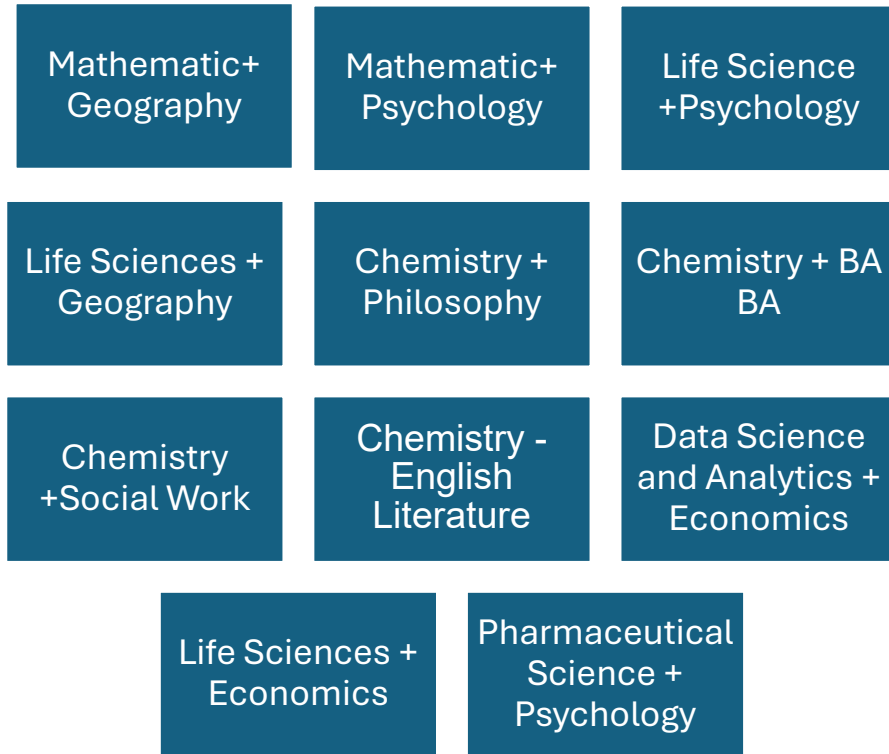 Mathematic+
Geography
Mathematic+
Psychology
Life Science
+Psychology
Life Sciences +
Geography
Chemistry +
Philosophy
Chemistry + BA
BA
Chemistry
+Social Work
Chemistry -
English
Literature
Data Science
and Analytics +
Economics
Life Sciences +
Economics
Pharmaceutical
Science +
Psychology